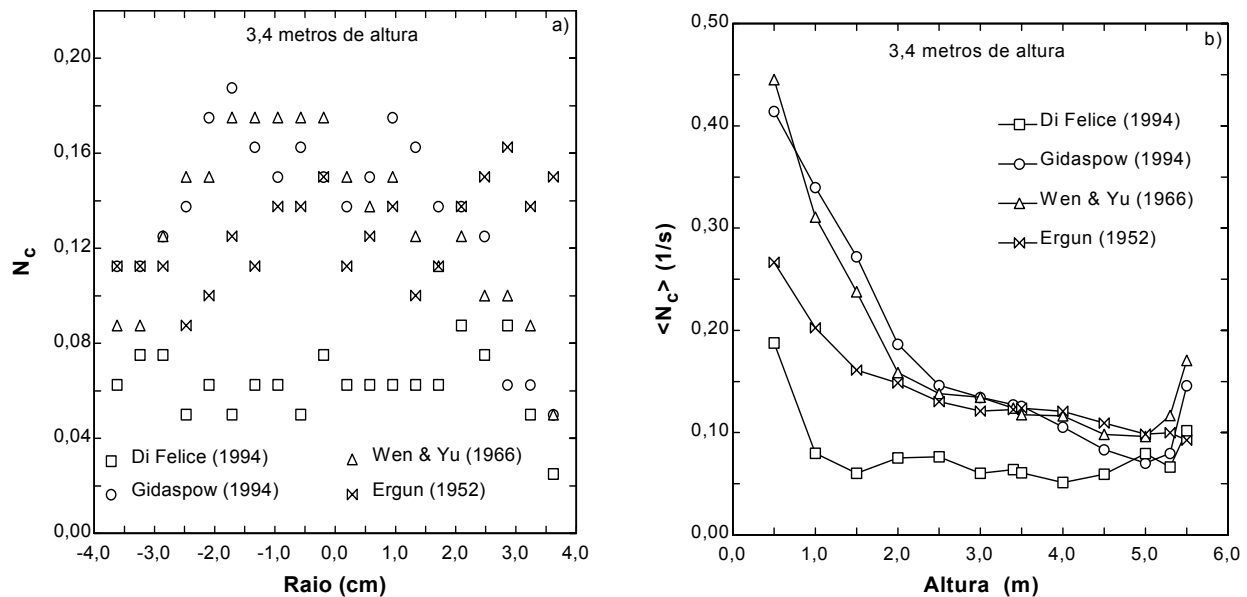 3,4 metros de altura
a)
0,20
0,16
0,12
0,08
0,04
0,00
Nc
Di Felice (1994)
Wen & Yu (1966)
Gidaspow (1994)
Ergun (1952)
-4,0 -3,0 -2,0 -1,0 0,0 1,0 2,0 3,0 4,0
Raio (cm)
3,4 metros de altura
b)
0,50
0,40
0,30
0,20
0,10
0,00
<Nc> (1/s)
Di Felice (1994)
Gidaspow (1994)
Wen & Yu (1966)
Ergun (1952)
0,0 1,0 2,0 3,0 4,0 5,0 6,0
Altura (m)